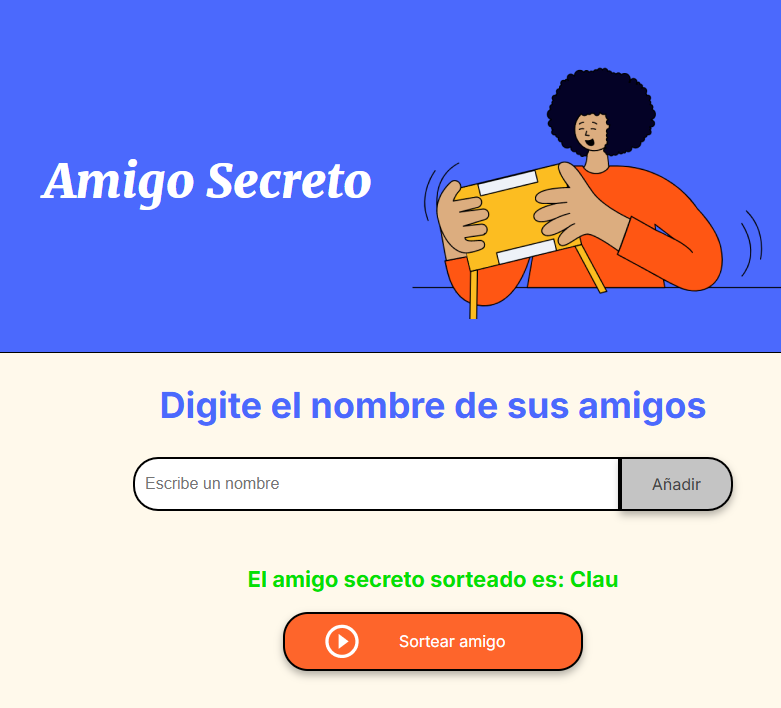 Amigo Secreto
Digite el nombre de sus amigos
Escribe un nombre
Añadir
El amigo secreto sorteado es: Clau
Sortear amigo